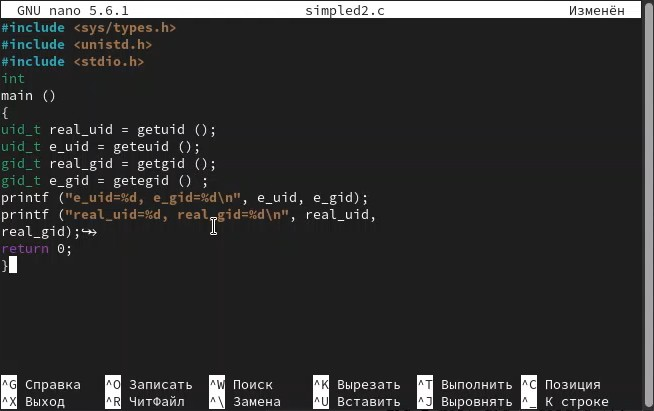 GNU nano 5.6.1 simpled2.c Изменён
#include <sys/types.h>
#include <unistd.h>
#include <stdio.h>
int
main ()
{
uid_t real_uid = getuid ();
uid_t e_uid = geteuid ();
gid_t real_gid = getgid ();
gid_t e_gid = getegid () ;
printf ("e_uid=%d, e_gid=%d\n", e_uid, e_gid);
printf ("real_uid=%d, real_gid=%d\n", real_uid,
real_gid);↪→
return 0;
}
^G Справка ^O Записать ^W Поиск ^K Вырезать ^T Выполнить ^C Позиция
^X Выход ^R ЧитФайл ^\ Замена ^U Вставить ^J Выровнять ^_ К строке